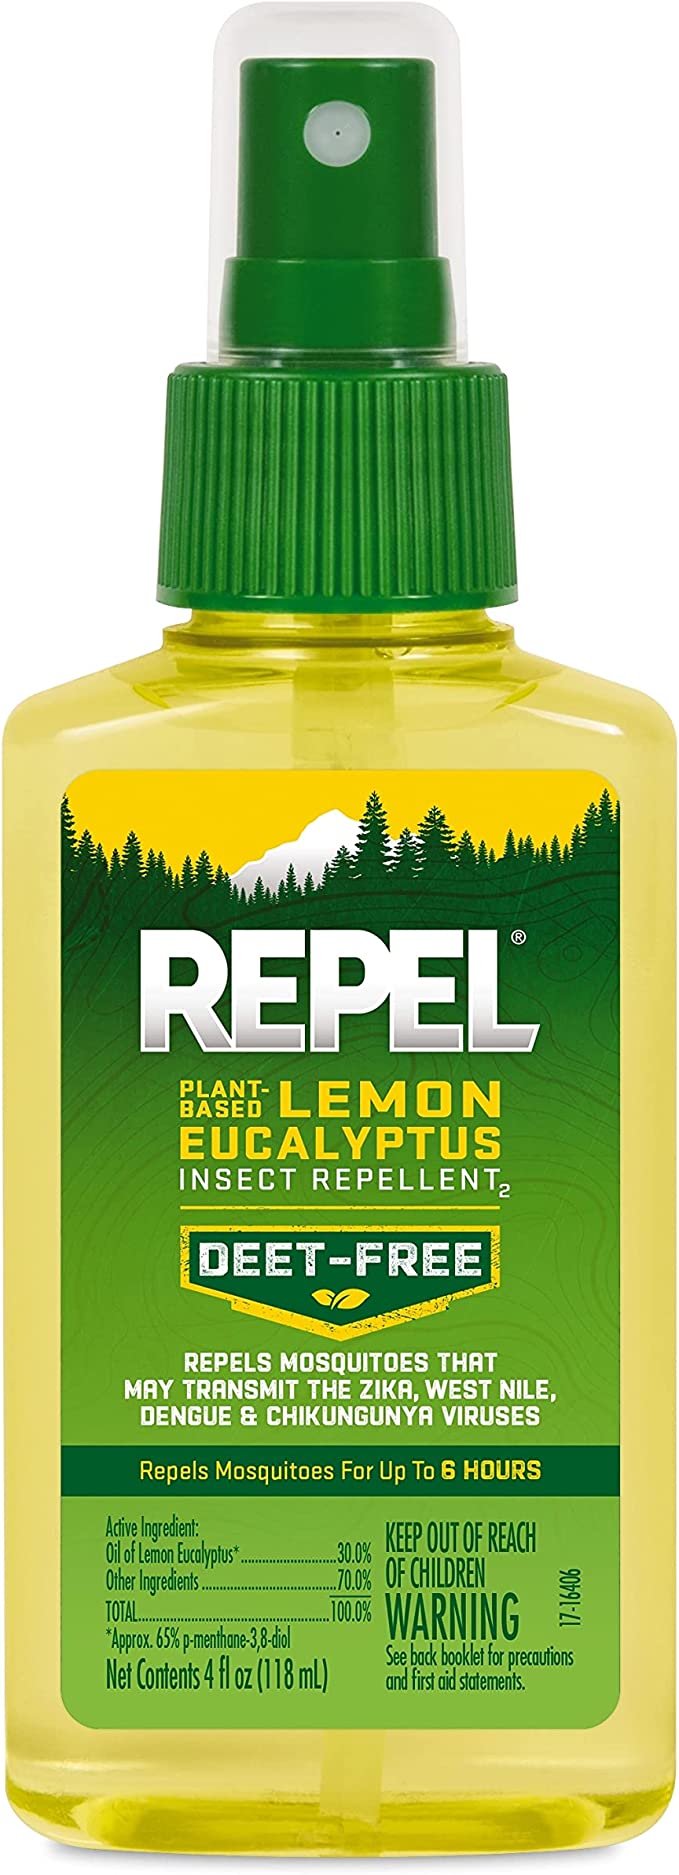 REPEL®
PLANT-BASED LEMON
EUCALYPTUS
INSECT REPELLENT₂
DEET-FREE
REPELS MOSQUITOES THAT
MAY TRANSMIT THE ZIKA, WEST NILE,
DENGUE & CHIKUNGUNYA VIRUSES
Repels Mosquitoes For Up To 6 HOURS
Active Ingredient:
Oil of Lemon Eucalyptus*..........................30.0%
Other Ingredients....................................70.0%
TOTAL...................................................100.0%
*Approx. 65% p-menthane-3,8-diol
Net Contents 4 fl oz (118 mL)
KEEP OUT OF REACH
OF CHILDREN
WARNING
See back booklet for precautions
and first aid statements.
17-16406